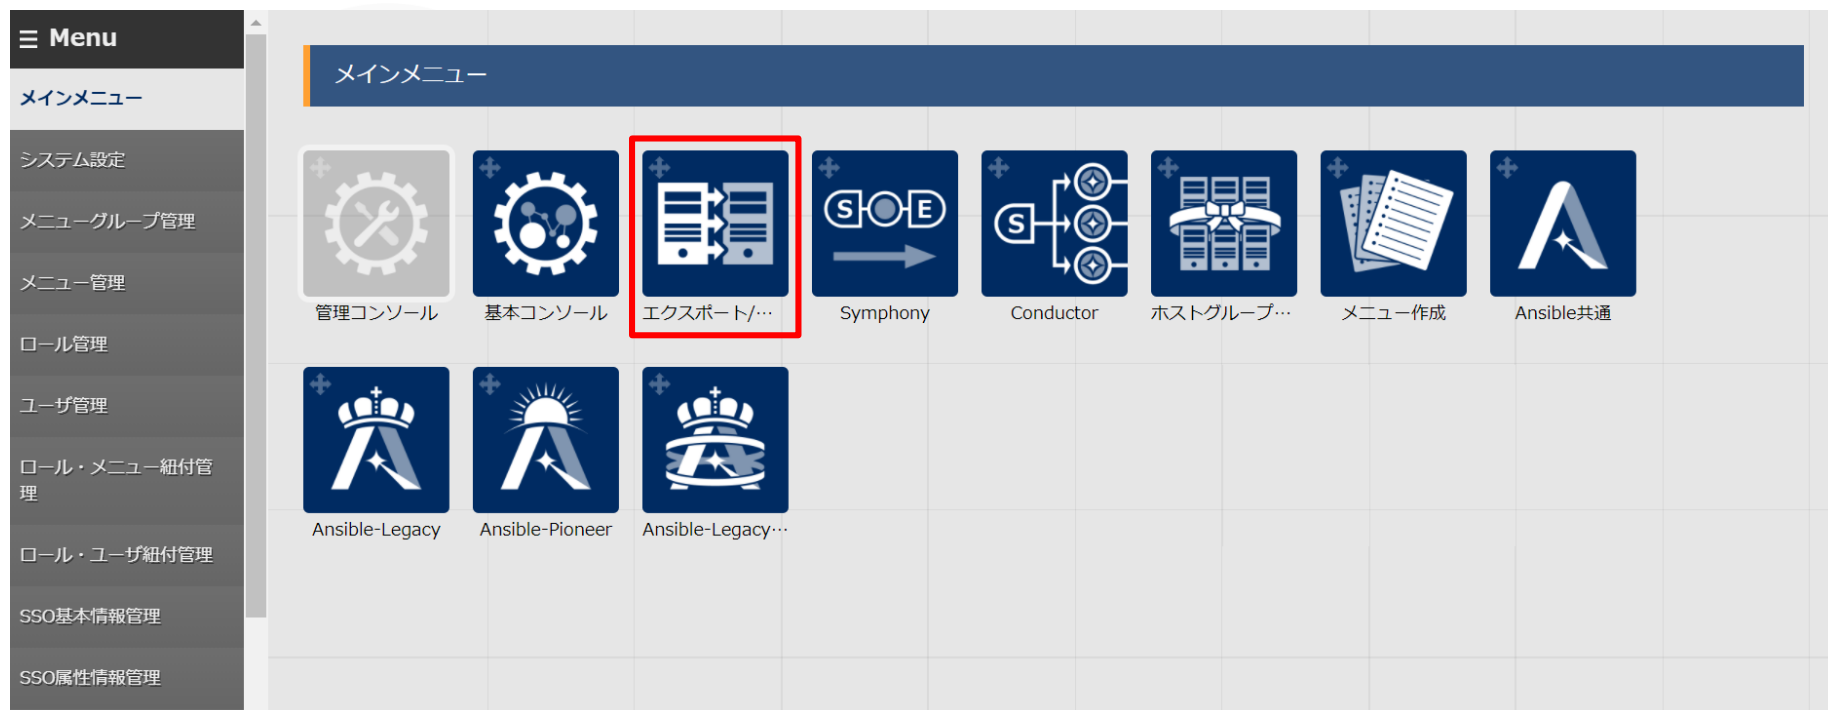 Menu
メインメニュー
システム設定
メニューグループ管理
メニュー管理
ロール管理
ユーザ管理
ロール・メニュー紐付管
理
ロール・ユーザ紐付管理
SSO基本情報管理
SSO属性情報管理
メインメニュー
管理コンソール
基本コンソール
エクスポート/…
S E
Symphony
S
Conductor
ホストグループ…
メニュー作成
Ansible共通
Ansible-Legacy
Ansible-Pioneer
Ansible-Legacy…